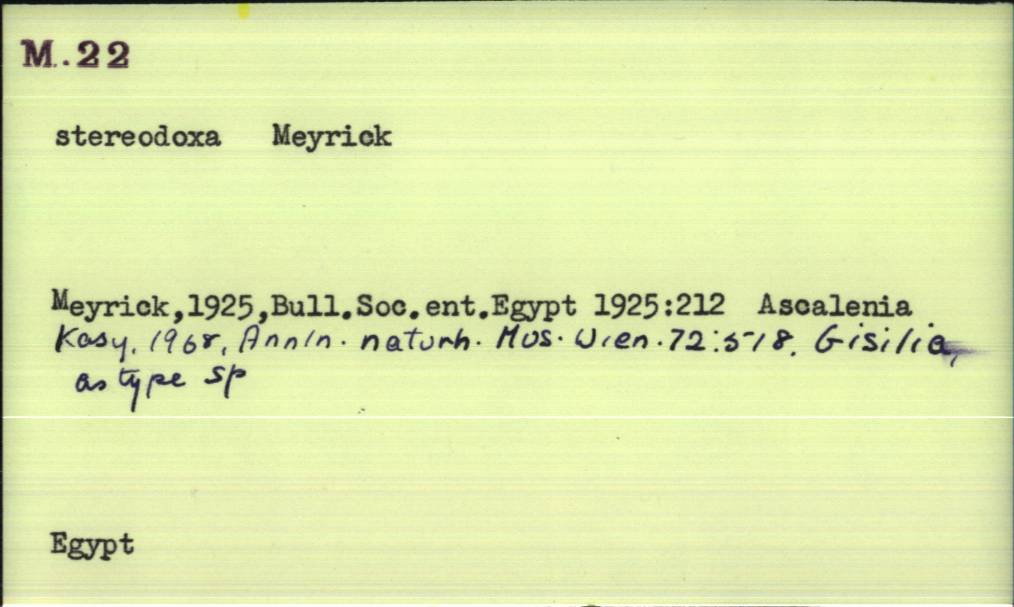 M.22
stereodoxa Meyrick
Meyrick,1925,Bull.Soc.ent.Egypt 1925:212 Ascalenia
Kasy, 1968, Annln. naturh. Mus. Wien. 72:518. Gisilia,
as type sp
Egypt